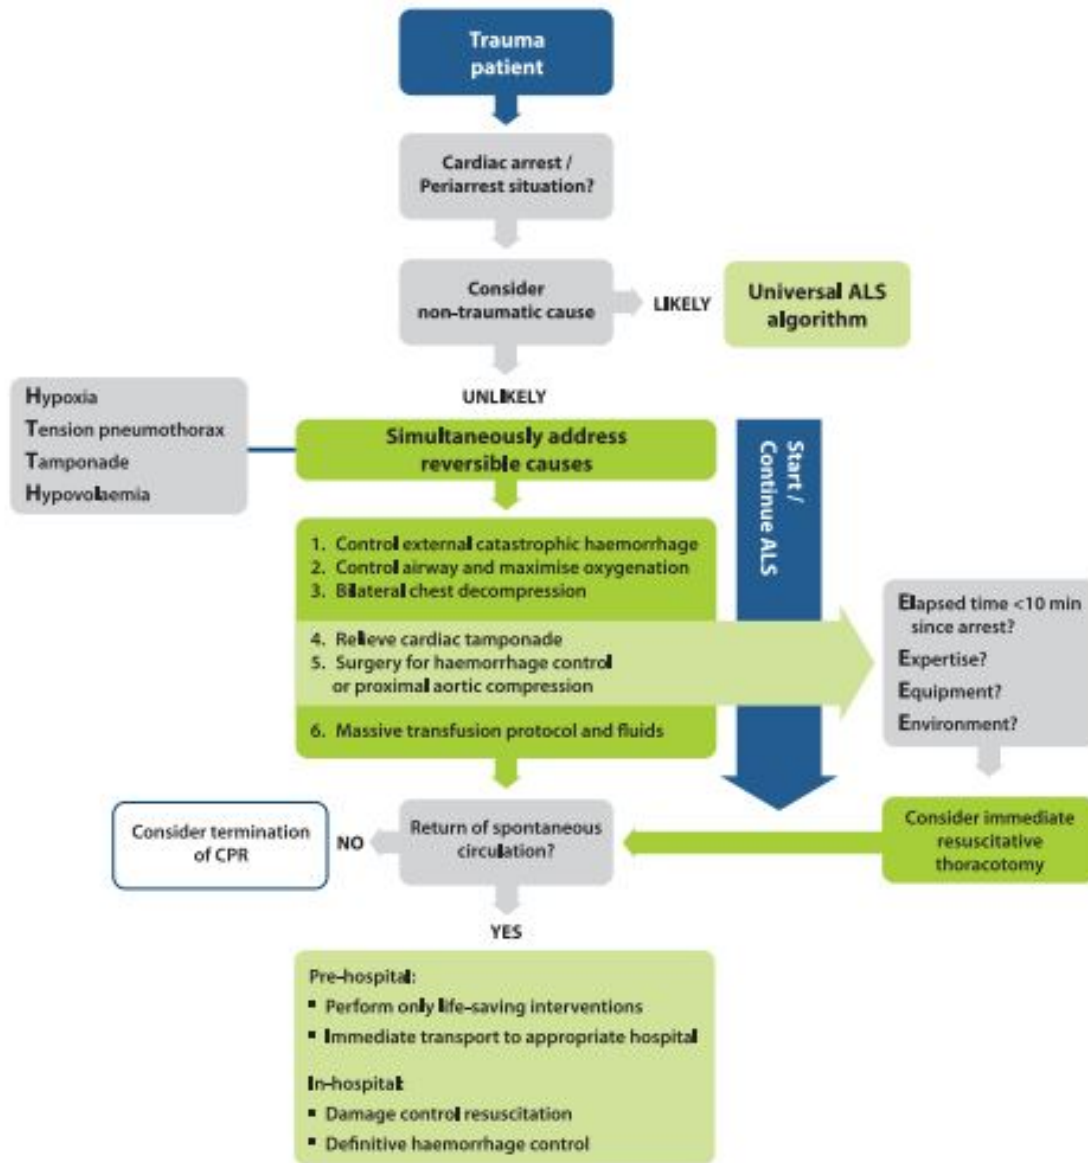 Trauma
patient
Cardiac arrest /
Periarrest situation?
Consider
non-traumatic cause
LIKELY
Universal ALS
algorithm
UNLIKELY
Hypoxia
Tension pneumothorax
Tamponade
Hypovolaemia
Simultaneously address
reversible causes
Start /
Continue ALS
1. Control external catastrophic haemorrhage
2. Control airway and maximise oxygenation
3. Bilateral chest decompression
4. Relieve cardiac tamponade
5. Surgery for haemorrhage control
or proximal aortic compression
6. Massive transfusion protocol and fluids
Elapsed time <10 min
since arrest?
Expertise?
Equipment?
Environment?
Consider immediate
resuscitative
thoracotomy
Return of spontaneous
circulation?
NO
Consider termination
of CPR
YES
Pre-hospital:
▪ Perform only life-saving interventions
▪ Immediate transport to appropriate hospital
In-hospital:
▪ Damage control resuscitation
▪ Definitive haemorrhage control